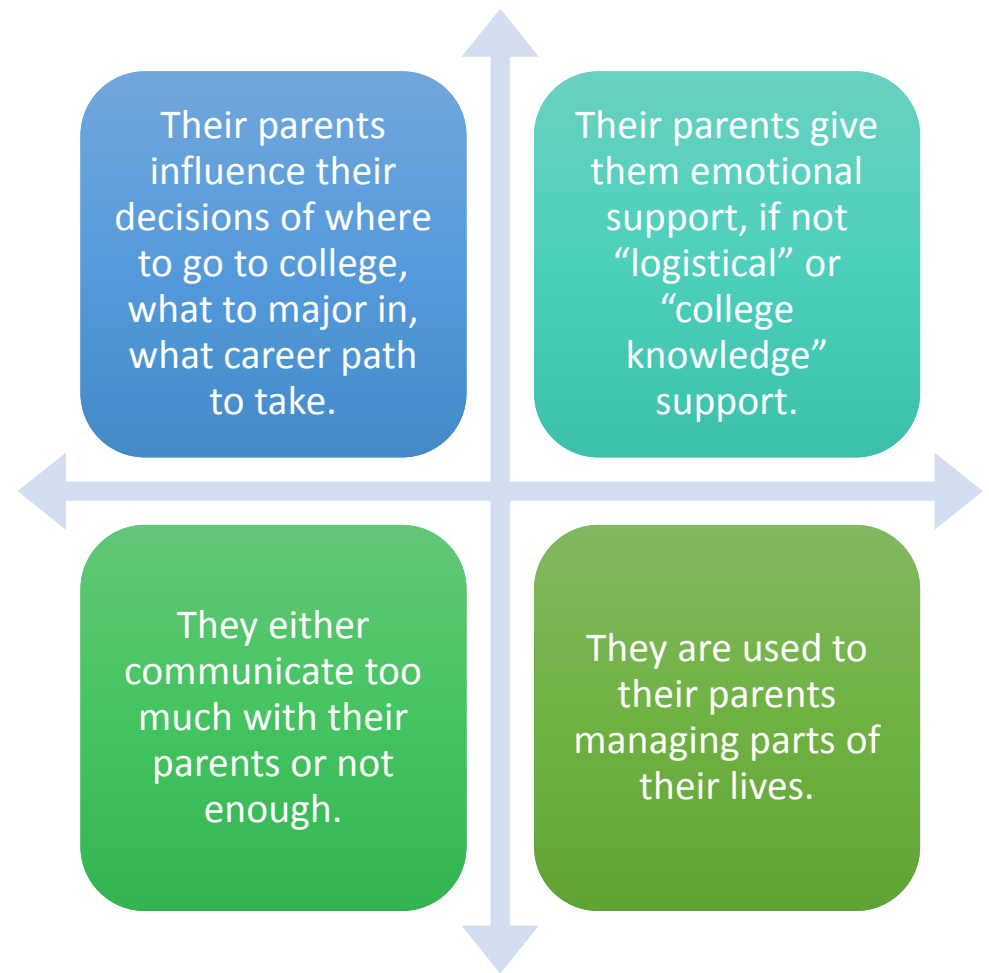 Their parents
influence their
decisions of where
to go to college,
what to major in,
what career path
to take.
Their parents give
them emotional
support, if not
“logistical” or
“college
knowledge”
support.
They either
communicate too
much with their
parents or not
enough.
They are used to
their parents
managing parts of
their lives.